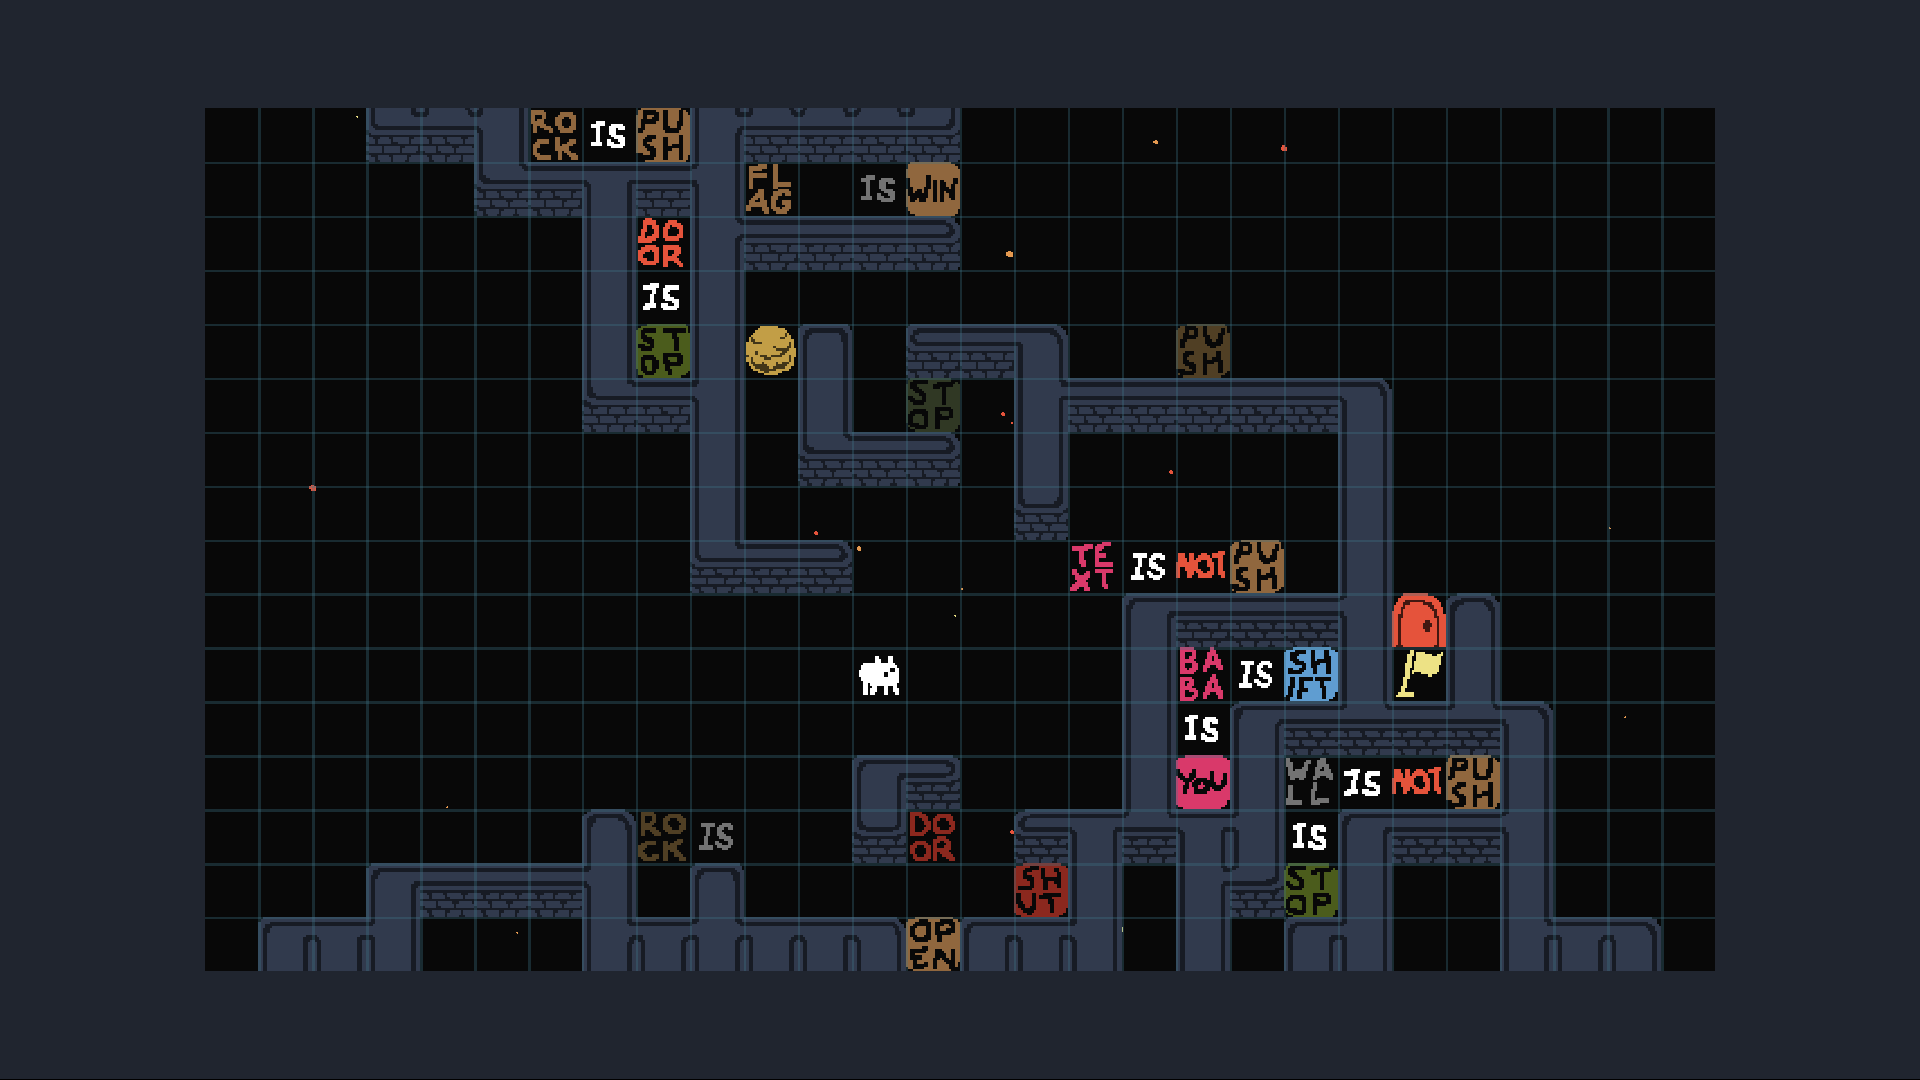 ROCK IS PUSH
FLAG IS WIN
DOOR
IS
STOP
PUSH
STOP
TEXT IS NOT PUSH
BABA IS SHIFT
IS
YOU
WALL IS NOT PUSH
ROCK IS
DOOR
IS
SHUT
STOP
OPEN